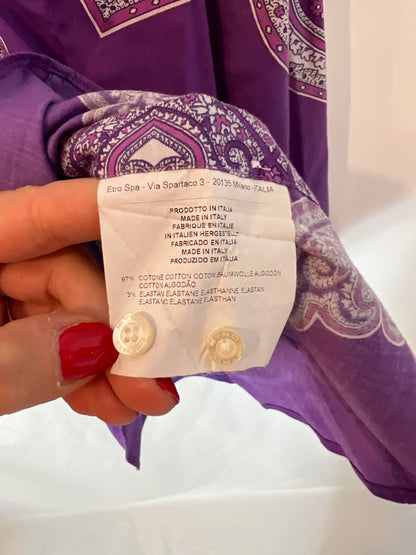 Etro Spa - Via Spartaco 3 - 20135 Milano - ITALIA
PRODOTTO IN ITALIA
MADE IN ITALY
FABRIQUE EN ITALIE
IN ITALIEN HERGESTELLT
FABRICADO EN ITALIA
MADE IN ITALY
PRODUZIDO EM ITALIA
97% COTONE COTTON COTON BAUMWOLLE ALGODÓN
COTTON ALGODÃO
3% ELASTAN ELASTANE ELASTHANNE ELASTAN
ELASTANO ELASTANE ELASTHAN